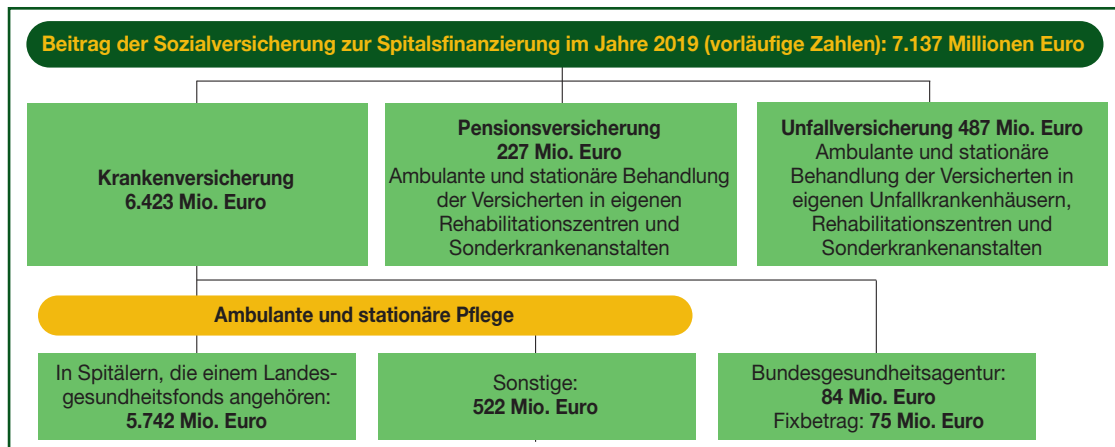 Beitrag der Sozialversicherung zur Spitalsfinanzierung im Jahre 2019 (vorläufige Zahlen): 7.137 Millionen Euro
Krankenversicherung
6.423 Mio. Euro
Pensionsversicherung
227 Mio. Euro
Ambulante und stationäre Behandlung
der Versicherten in eigenen
Rehabilitationszentren und
Sonderkrankenanstalten
Unfallversicherung 487 Mio. Euro
Ambulante und stationäre
Behandlung der Versicherten in
eigenen Unfallkrankenhäusern,
Rehabilitationszentren und
Sonderkrankenanstalten
Ambulante und stationäre Pflege
In Spitälern, die einem Landes-
gesundheitsfonds angehören:
5.742 Mio. Euro
Sonstige:
522 Mio. Euro
Bundesgesundheitsagentur:
84 Mio. Euro
Fixbetrag: 75 Mio. Euro